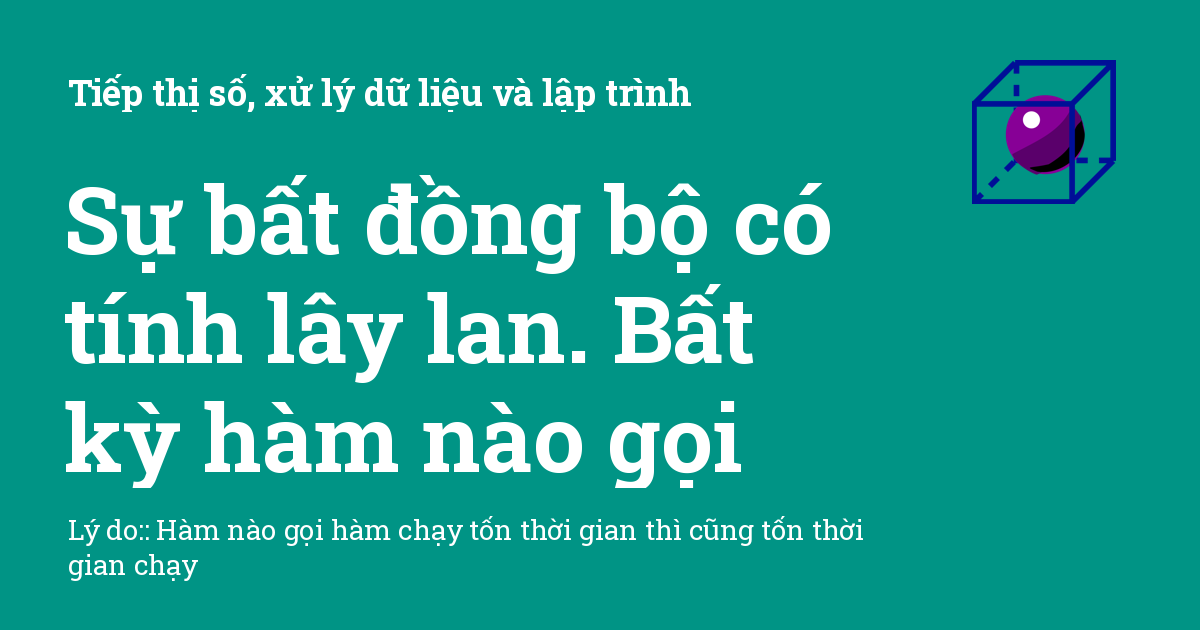 Tiếp thị số, xử lý dữ liệu và lập trình
Sự bất đồng bộ có
tính lây lan. Bất
kỳ hàm nào gọi
Lý do:: Hàm nào gọi hàm chạy tốn thời gian thì cũng tốn thời
gian chạy